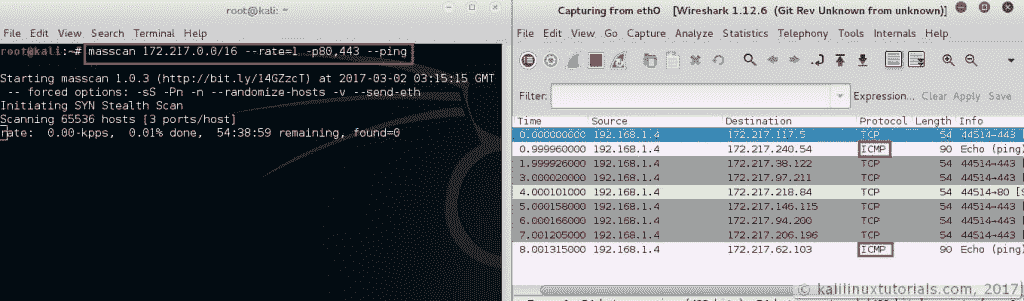 root@kali: ~
File Edit View Search Terminal Help
root@kali:~# masscan 172.217.0.0/16 --rate=1 -p80,443 --ping
Starting masscan 1.0.3 (http://bit.ly/14GZzcT) at 2017-03-02 03:15:15 GMT
-- forced options: -sS -Pn -n --randomize-hosts -v --send-eth
Initiating SYN Stealth Scan
Scanning 65536 hosts [3 ports/host]
rate: 0.00-kpps, 0.01% done, 54:38:59 remaining, found=0
Capturing from eth0 [Wireshark 1.12.6 (Git Rev Unknown from unknown)]
File Edit View Go Capture Analyze Statistics Telephony Tools Internals Help
Filter: Expression... Clear Apply Save
Time Source Destination Protocol Length Info
0.000000000 192.168.1.4 172.217.117.5 TCP 54 44514→443 [
0.999960000 192.168.1.4 172.217.240.54 ICMP 90 Echo (ping)
1.999926000 192.168.1.4 172.217.38.122 TCP 54 44514→443 [
3.000020000 192.168.1.4 172.217.97.211 TCP 54 44514→443 [
4.000101000 192.168.1.4 172.217.218.84 TCP 54 44514→80 [S
5.000158000 192.168.1.4 172.217.146.115 TCP 54 44514→443 [
6.000166000 192.168.1.4 172.217.94.200 TCP 54 44514→443 [
7.001205000 192.168.1.4 172.217.206.196 TCP 54 44514→443 [
8.001315000 192.168.1.4 172.217.62.103 ICMP 90 Echo (ping)
© kalilinuxtutorials.com, 2017